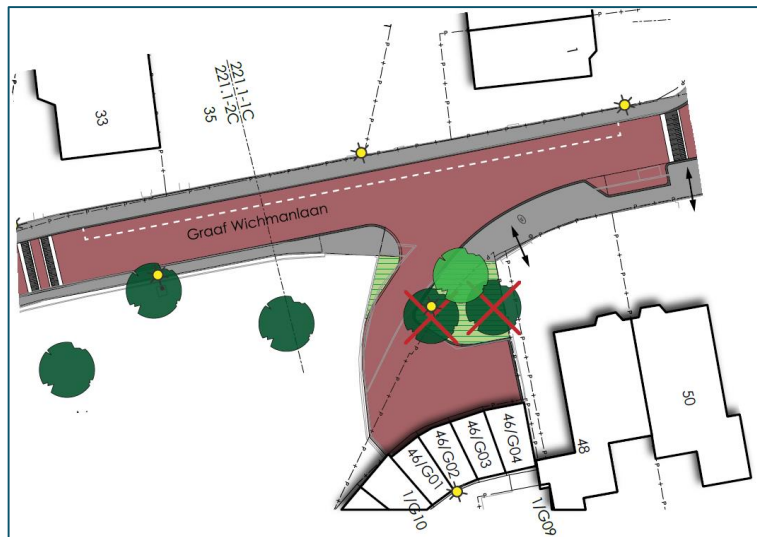 1
33
221.1-1C
221.1-2C
35
Graaf Wichmanlaan
50
48
46/G04
46/G03
46/G02
46/G01
1/G10
1/G09